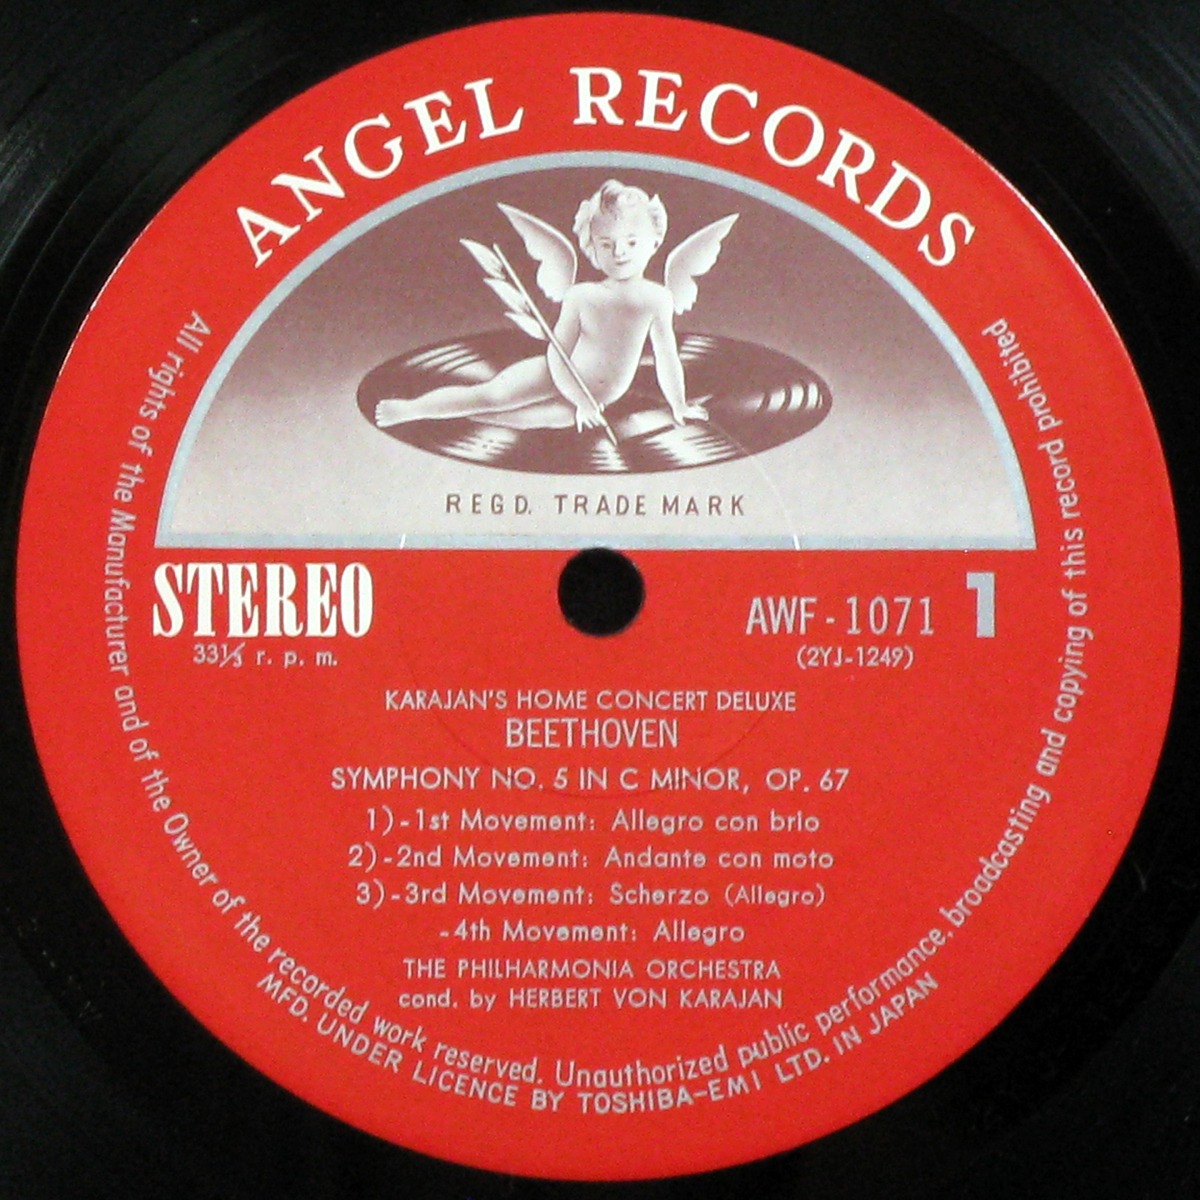 ANGEL RECORDS
REGD. TRADE MARK
STEREO
33⅓ r. p. m.
AWF - 1071 1
(2YJ-1249)
KARAJAN'S HOME CONCERT DELUXE
BEETHOVEN
SYMPHONY NO. 5 IN C MINOR, OP. 67
1)-1st Movement: Allegro con brio
2)-2nd Movement: Andante con moto
3)-3rd Movement: Scherzo (Allegro)
-4th Movement: Allegro
THE PHILHARMONIA ORCHESTRA
cond. by HERBERT VON KARAJAN
All rights of the Manufacturer and of the Owner of the recorded work reserved. Unauthorized public performance, broadcasting and copying of this record prohibited
MFD. UNDER LICENCE BY TOSHIBA-EMI LTD. IN JAPAN